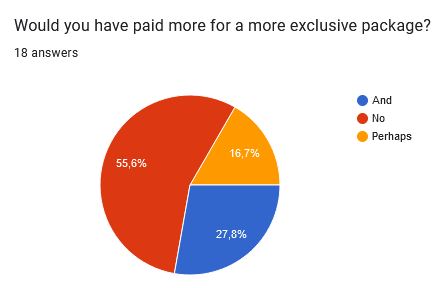 Would you have paid more for a more exclusive package?
18 answers
And
No
Perhaps
55,6%
16,7%
27,8%